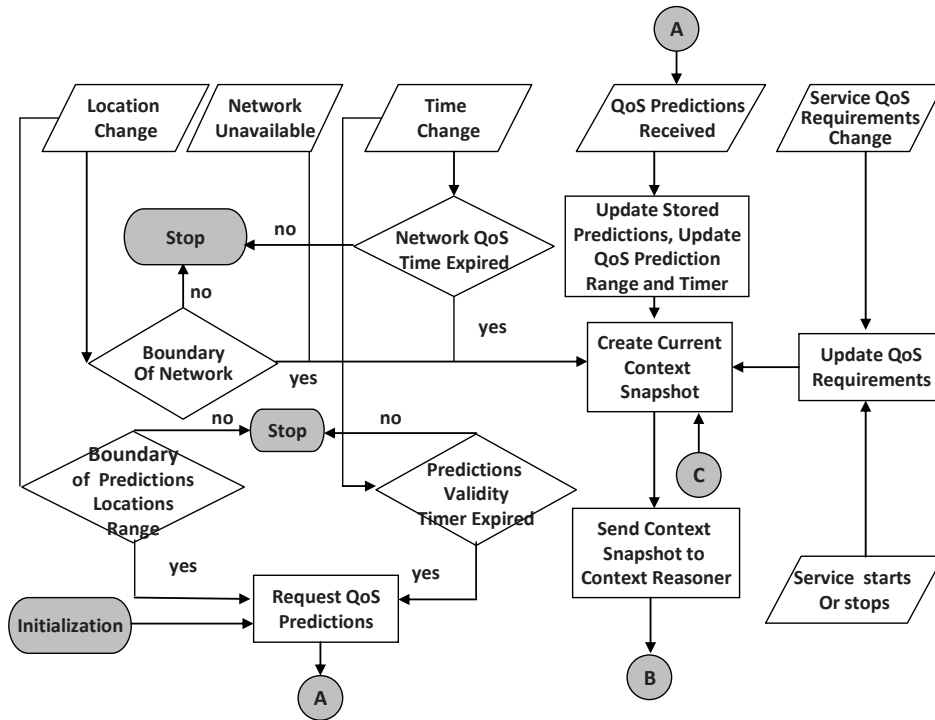 A
Location
Change
Network
Unavailable
Time
Change
QoS Predictions
Received
Service QoS
Requirements
Change
Stop
no
Network QoS
Time Expired
Update Stored
Predictions, Update
QoS Prediction
Range and Timer
no
yes
Boundary
Of Network
yes
Create Current
Context
Snapshot
Update QoS
Requirements
no
Stop
no
Boundary
of Predictions
Locations
Range
Predictions
Validity
Timer Expired
C
Send Context
Snapshot to
Context Reasoner
yes
yes
Service starts
Or stops
Request QoS
Predictions
Initialization
A
B